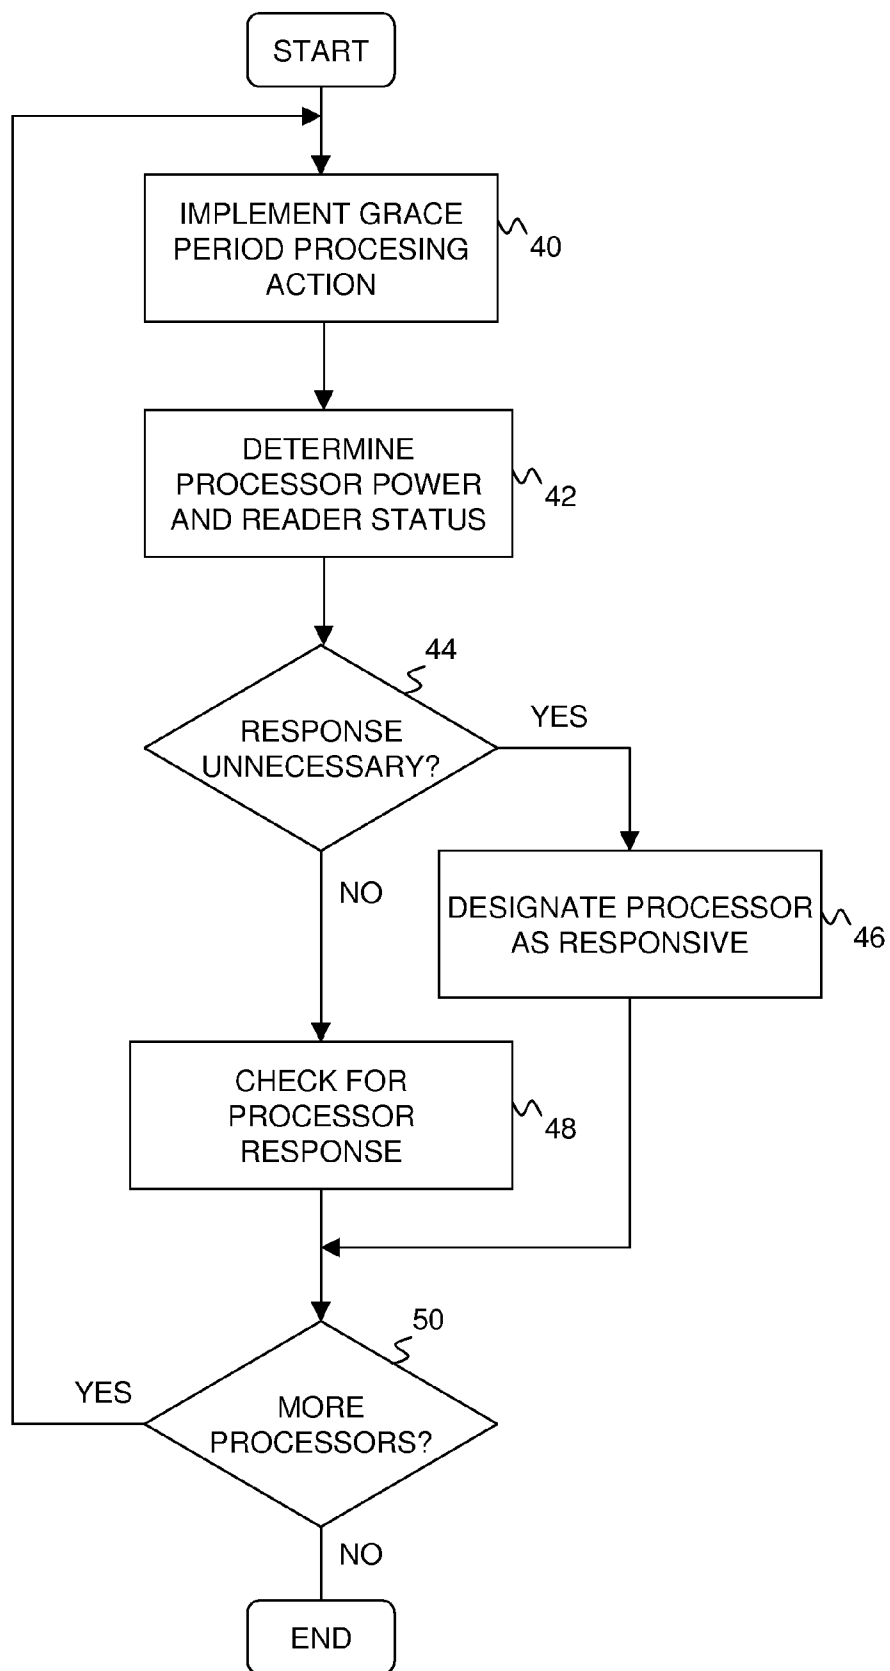 START
IMPLEMENT GRACE
PERIOD PROCESING
ACTION
40
DETERMINE
PROCESSOR POWER
AND READER STATUS
42
44
RESPONSE
UNNECESSARY?
YES
NO
DESIGNATE PROCESSOR
AS RESPONSIVE
46
CHECK FOR
PROCESSOR
RESPONSE
48
50
YES
MORE
PROCESSORS?
NO
END